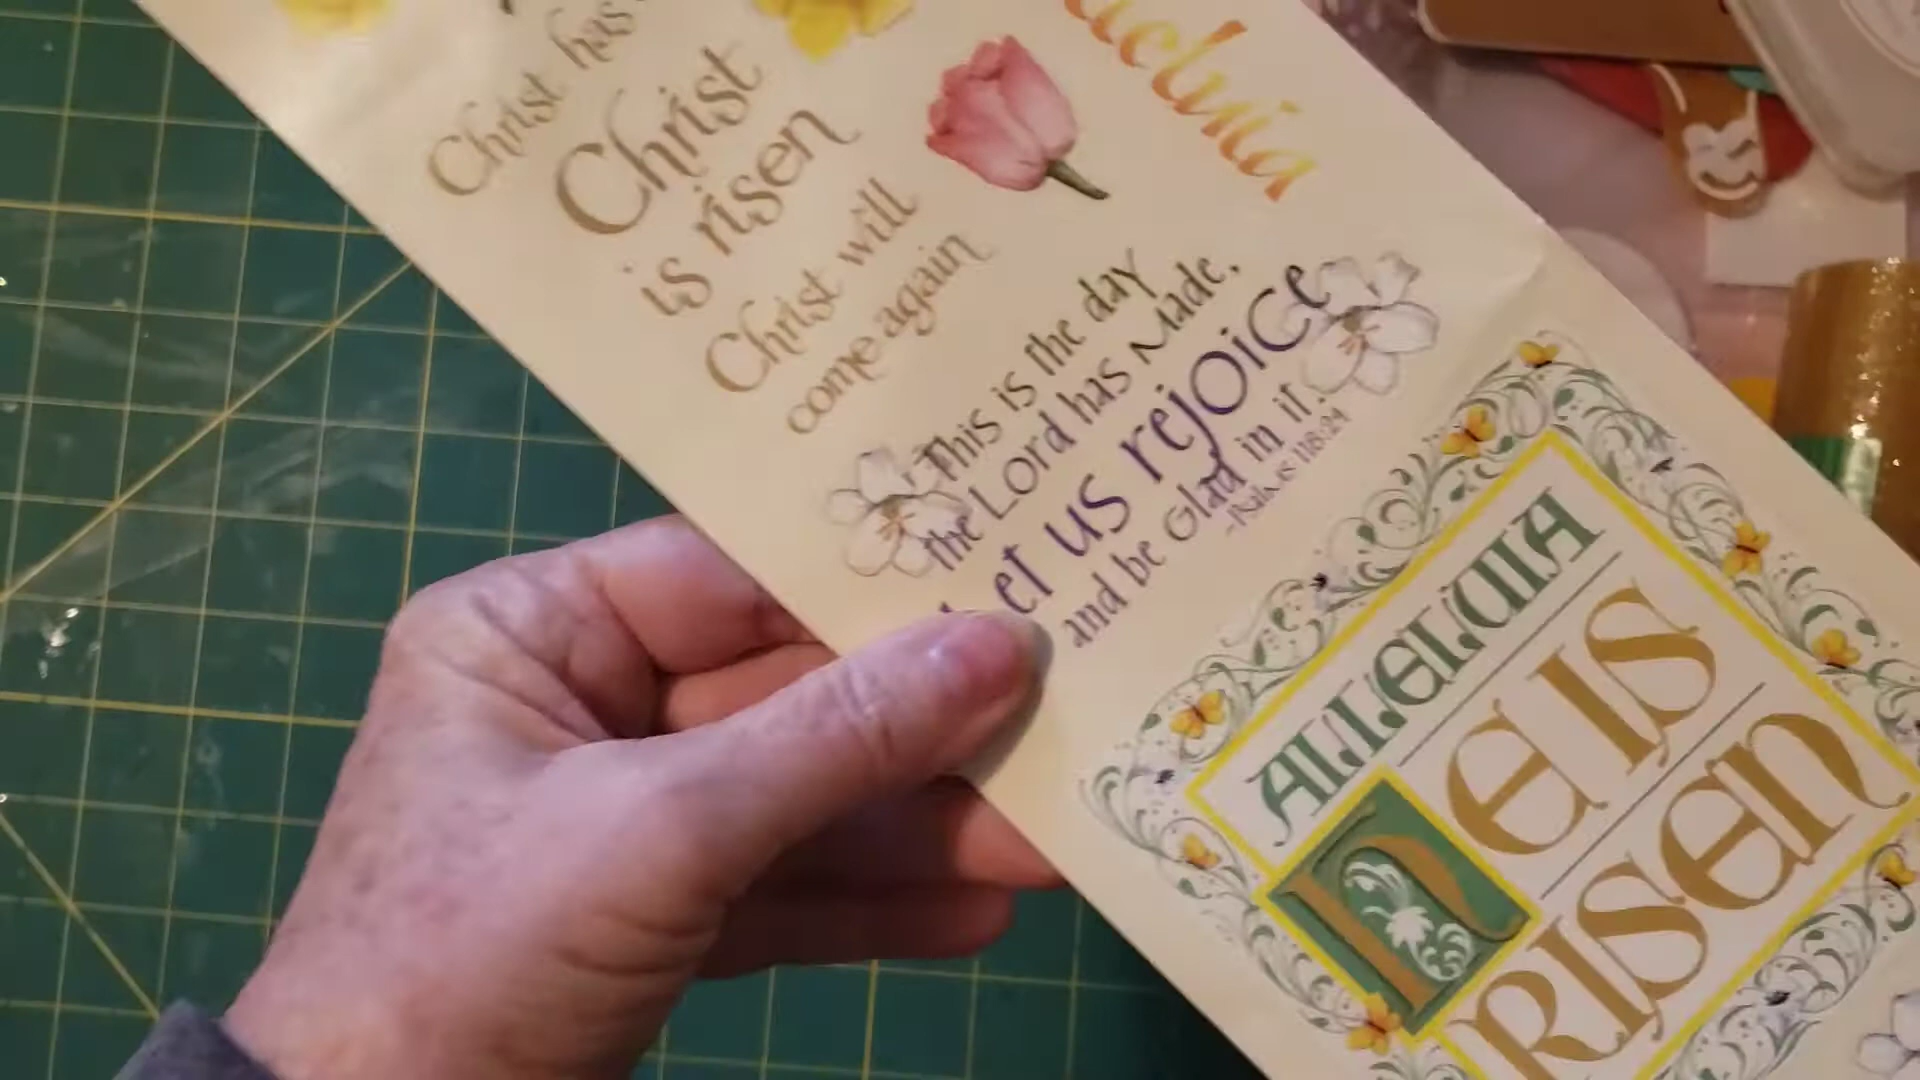 Christ has
Christ
is risen
Christ will
come again
This is the day
the Lord has Made.
Let us rejoice
and be Glad in it.
ALLELUIA
he IS
RISEN